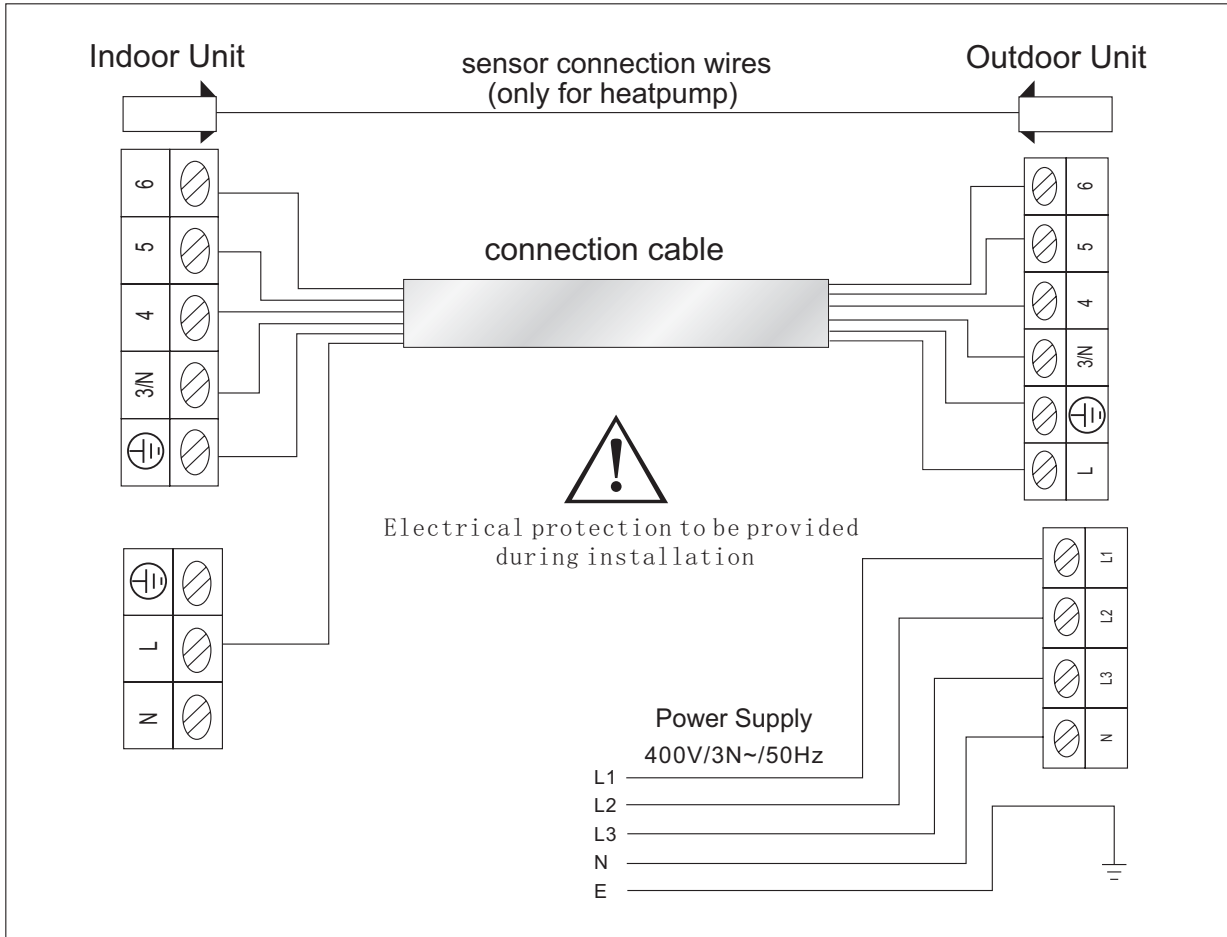 Indoor Unit
Outdoor Unit
sensor connection wires
(only for heatpump)
6
5
4
3/N
L
N
connection cable
6
5
4
3/N
L
Electrical protection to be provided
during installation
L1
L2
L3
N
Power Supply
400V/3N~/50Hz
L1
L2
L3
N
E